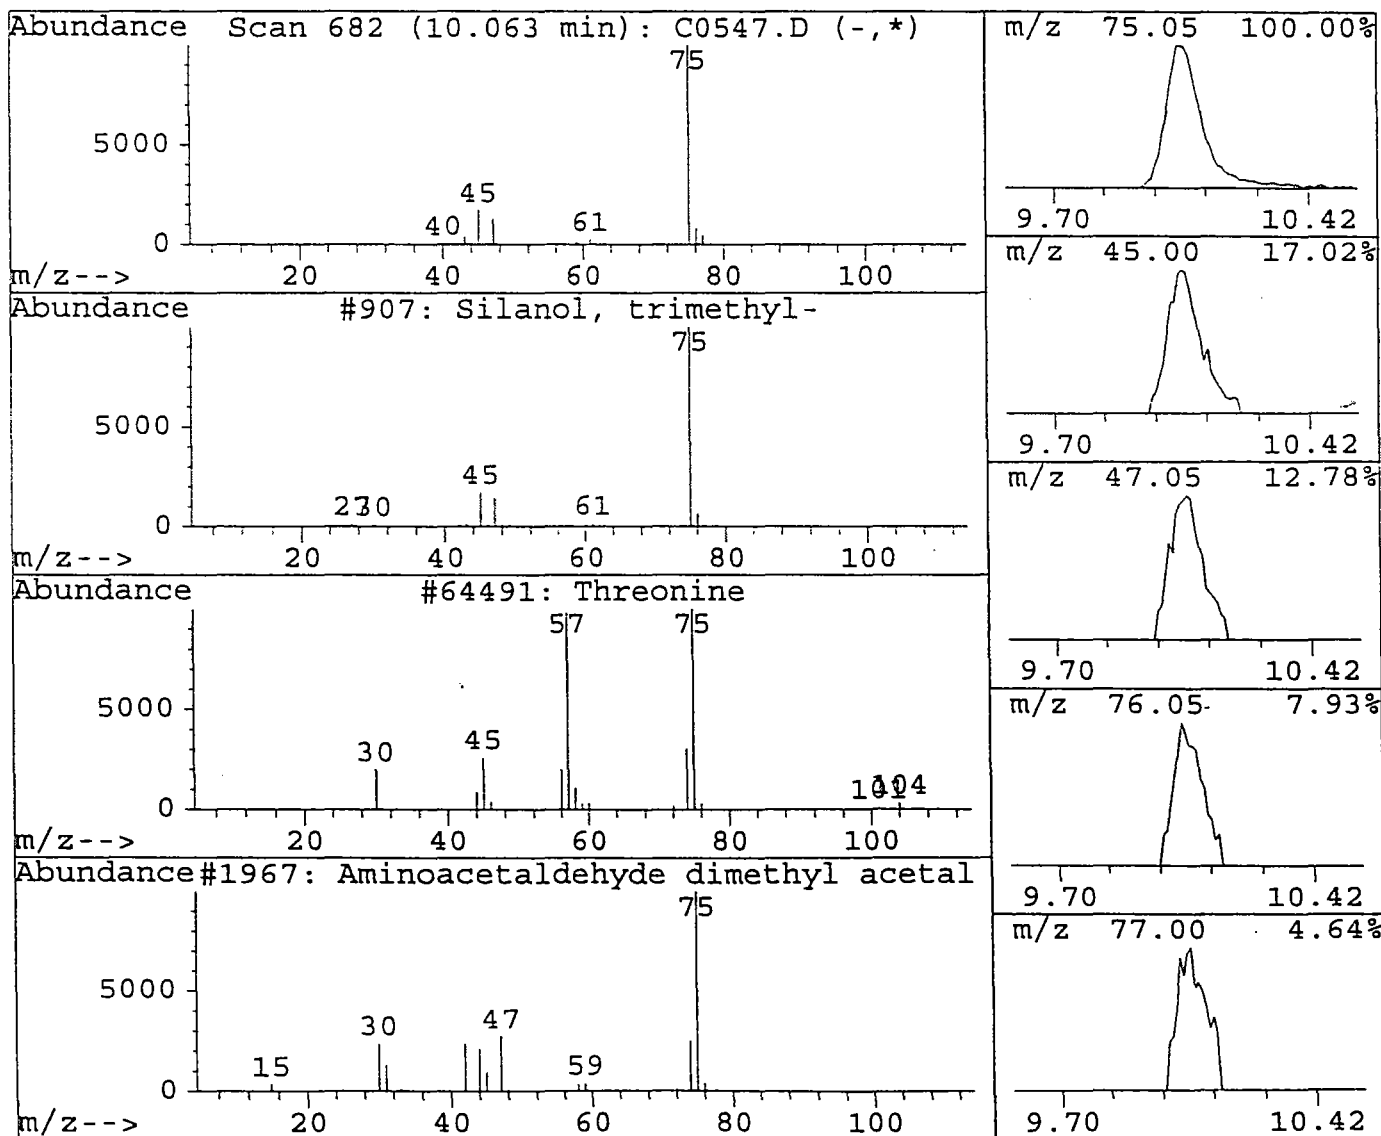 Abundance Scan 682 (10.063 min): C0547.D (-,*)
75
5000
45
40
61
0
20 40 60 80 100
m/z-->
Abundance #907: Silanol, trimethyl-
75
5000
45
27 30 61
0
20 40 60 80 100
m/z-->
Abundance #64491: Threonine
57 75
5000
30 45
101 104
0
20 40 60 80 100
m/z-->
Abundance #1967: Aminoacetaldehyde dimethyl acetal
75
5000
30 47
15 59
0
20 40 60 80 100
m/z-->
m/z 75.05 100.00%
9.70 10.42
m/z 45.00 17.02%
9.70 10.42
m/z 47.05 12.78%
9.70 10.42
m/z 76.05 7.93%
9.70 10.42
m/z 77.00 4.64%
9.70 10.42